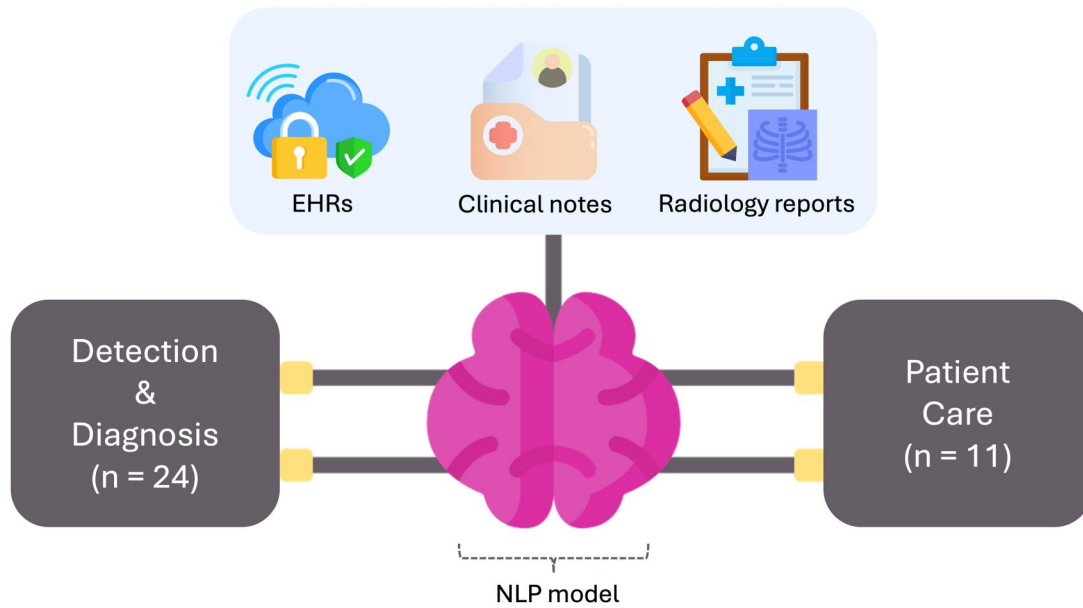 EHRs
Clinical notes
Radiology reports
Detection
&
Diagnosis
(n = 24)
Patient
Care
(n = 11)
NLP model